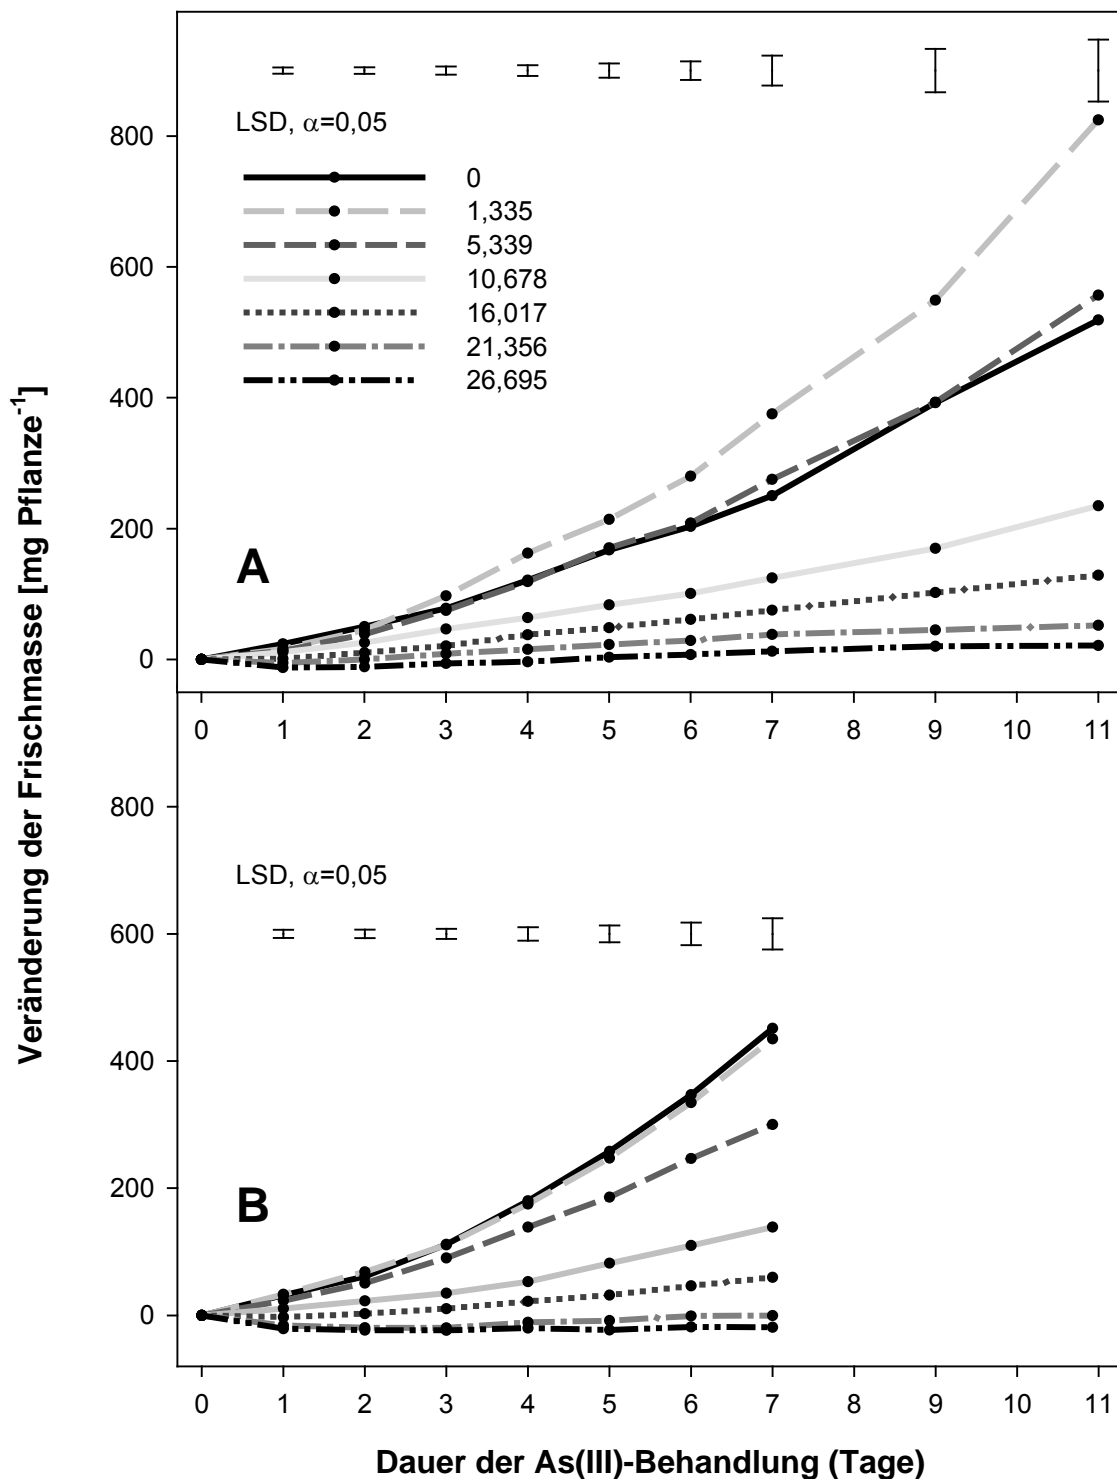 Veränderung der Frischmasse [mg Pflanze⁻¹]
LSD, α=0,05
0
1,335
5,339
10,678
16,017
21,356
26,695
800
600
400
200
0
A
0 1 2 3 4 5 6 7 8 9 10 11
800
600
400
200
0
LSD, α=0,05
B
0 1 2 3 4 5 6 7 8 9 10 11
Dauer der As(III)-Behandlung (Tage)